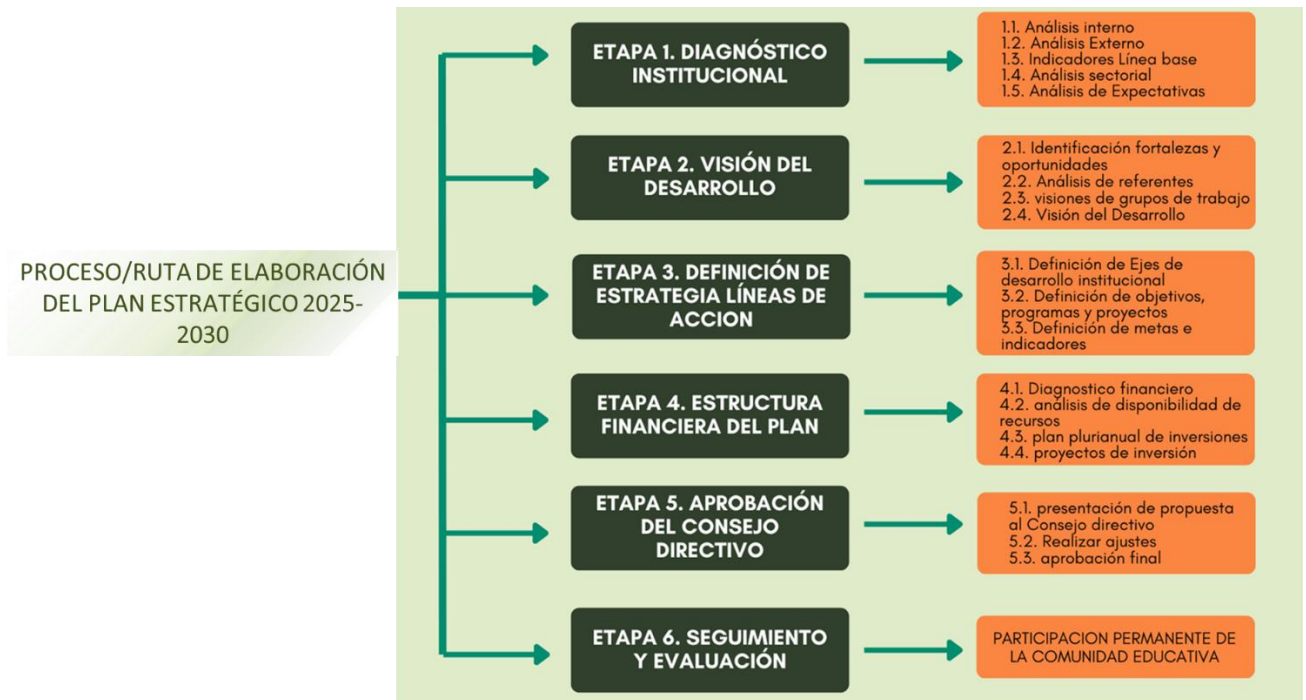 PROCESO/RUTA DE ELABORACIÓN
DEL PLAN ESTRATÉGICO 2025-
2030
ETAPA 1. DIAGNÓSTICO
INSTITUCIONAL
1.1. Análisis interno
1.2. Análisis Externo
1.3. Indicadores Línea base
1.4. Análisis sectorial
1.5. Análisis de Expectativas
ETAPA 2. VISIÓN DEL
DESARROLLO
2.1. Identificación fortalezas y
oportunidades
2.2. Análisis de referentes
2.3. visiones de grupos de trabajo
2.4. Visión del Desarrollo
ETAPA 3. DEFINICIÓN DE
ESTRATEGIA LÍNEAS DE
ACCION
3.1. Definición de Ejes de
desarrollo institucional
3.2. Definición de objetivos,
programas y proyectos
3.3. Definición de metas e
indicadores
ETAPA 4. ESTRUCTURA
FINANCIERA DEL PLAN
4.1. Diagnostico financiero
4.2. análisis de disponibilidad de
recursos
4.3. plan plurianual de inversiones
4.4. proyectos de inversión
ETAPA 5. APROBACIÓN
DEL CONSEJO
DIRECTIVO
5.1. presentación de propuesta
al Consejo directivo
5.2. Realizar ajustes
5.3. aprobación final
ETAPA 6. SEGUIMIENTO
Y EVALUACIÓN
PARTICIPACION PERMANENTE DE
LA COMUNIDAD EDUCATIVA